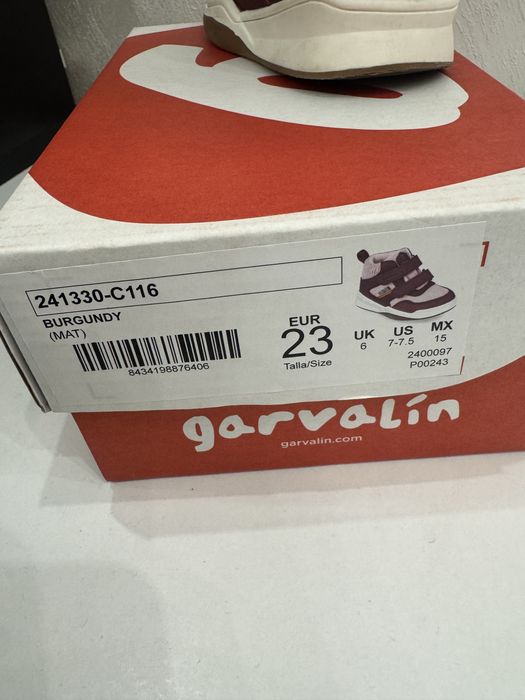 241330-C116
BURGUNDY
(MAT)
8434198876406
EUR
23
Talla/Size
UK
6
US
7-7.5
MX
15
2400097
P00243
garvalín
garvalin.com